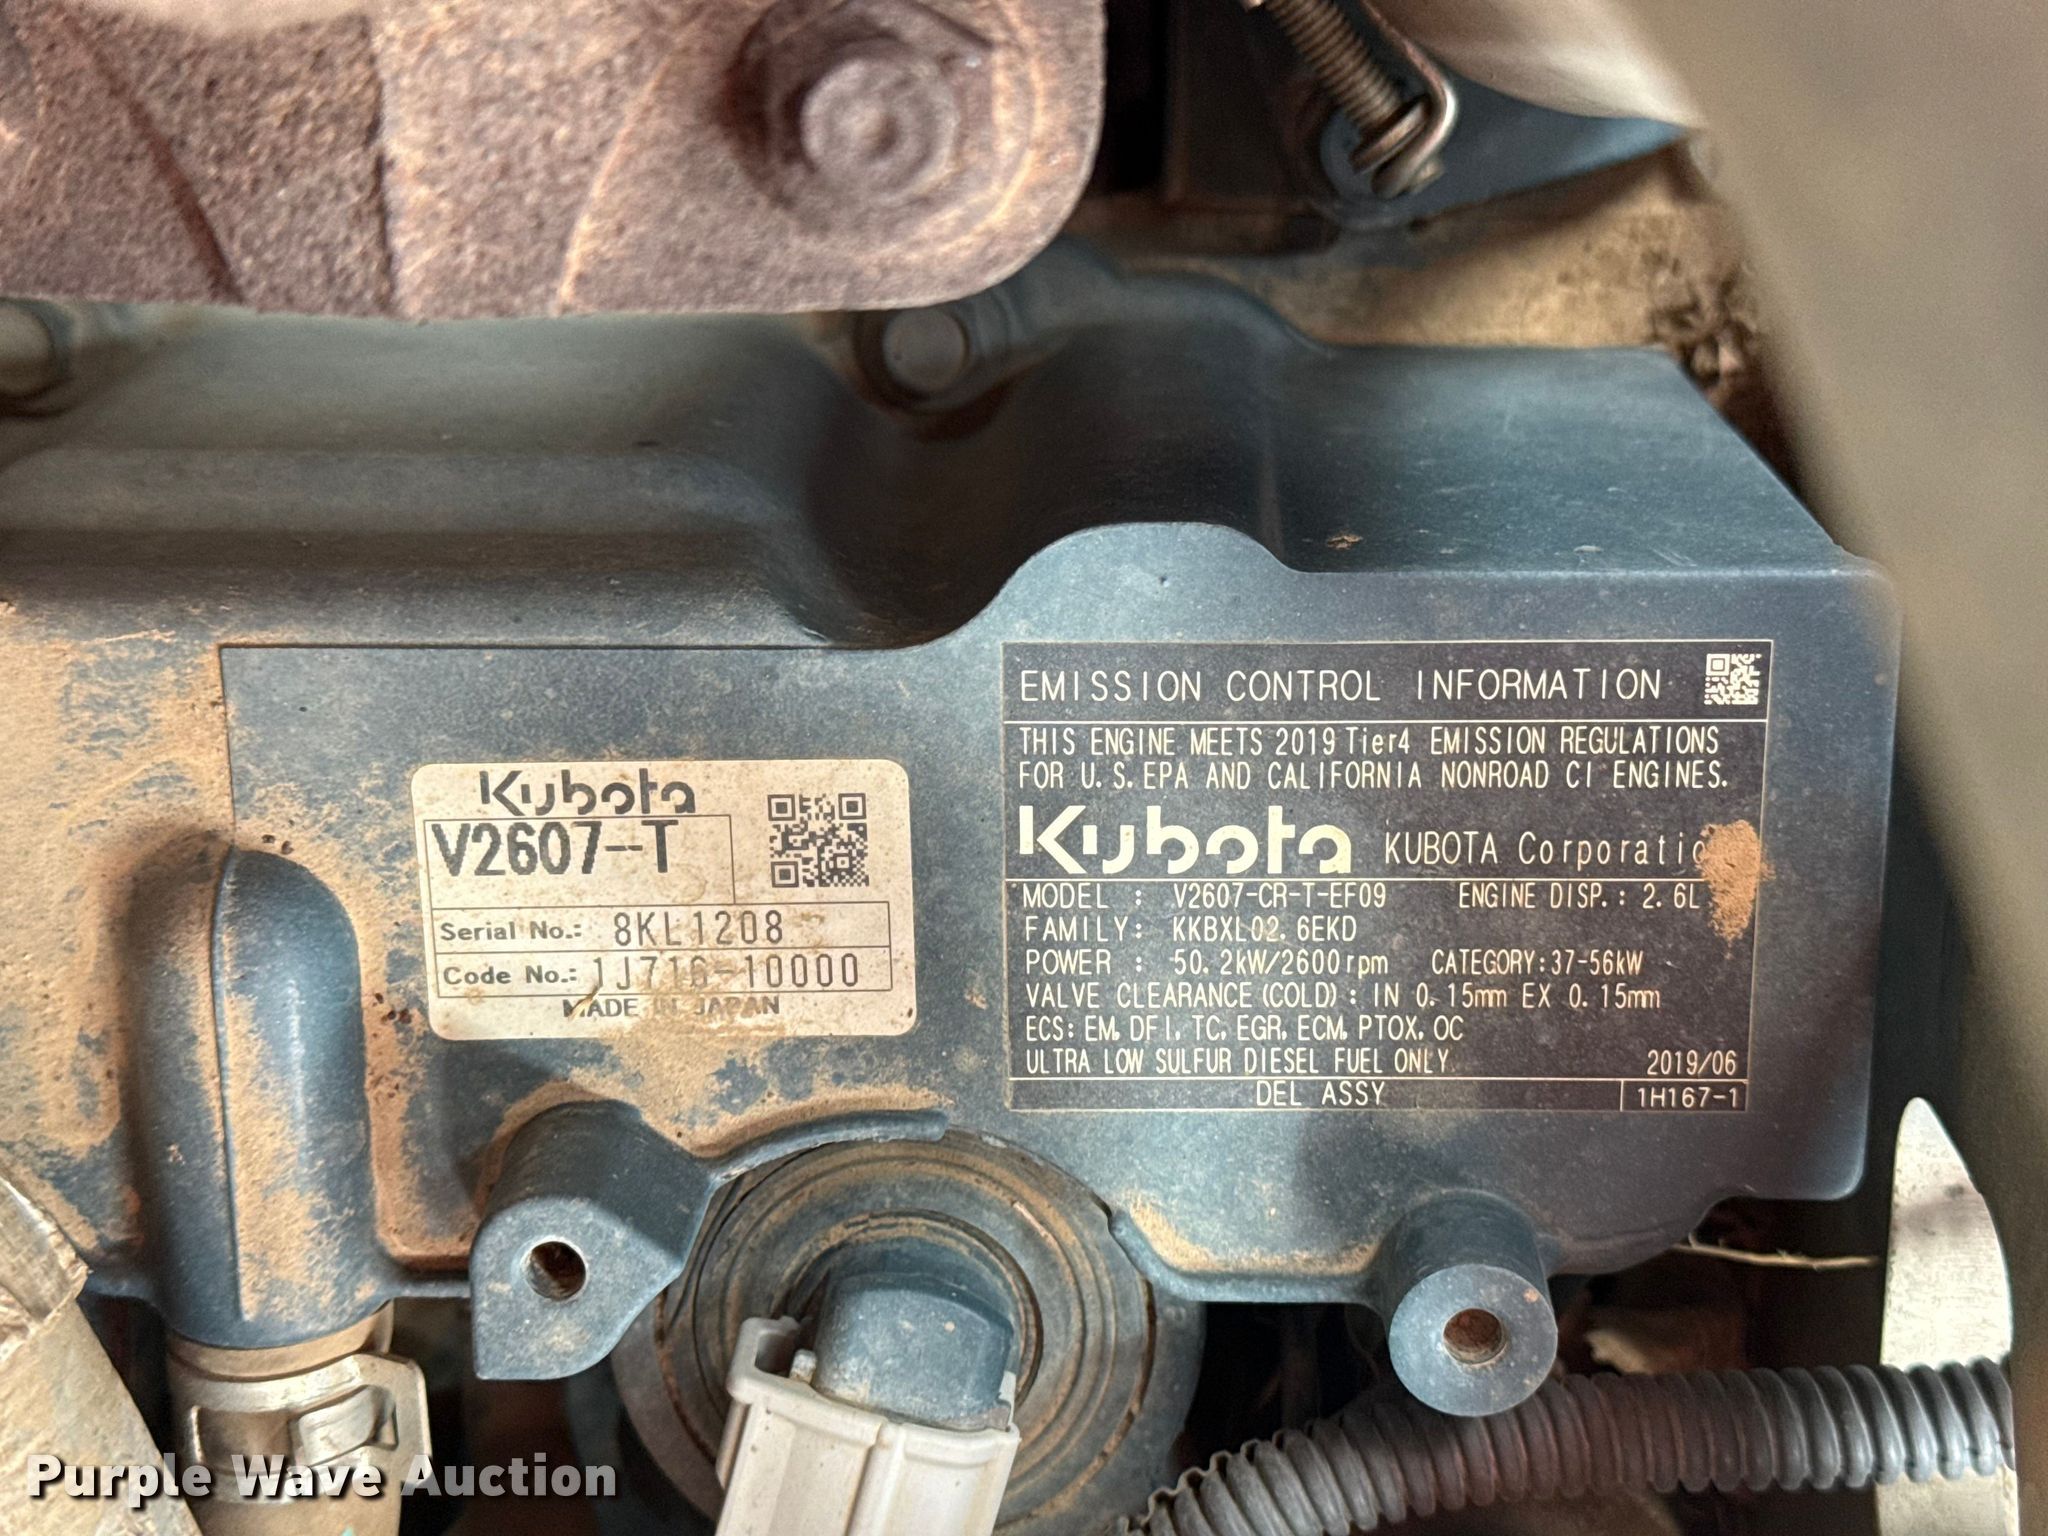 Kubota
V2607-T
Serial No.: 8KL1208
Code No.: 1J716-10000
MADE IN JAPAN
EMISSION CONTROL INFORMATION
THIS ENGINE MEETS 2019 Tier4 EMISSION REGULATIONS
FOR U.S.EPA AND CALIFORNIA NONROAD CI ENGINES.
Kubota KUBOTA Corporatio
MODEL : V2607-CR-T-EF09 ENGINE DISP.: 2.6L
FAMILY: KKBXL02.6EKD
POWER : 50.2kW/2600rpm CATEGORY:37-56kW
VALVE CLEARANCE(COLD): IN 0.15mm EX 0.15mm
ECS: EM, DFI, TC, EGR, ECM, PTOX, OC
ULTRA LOW SULFUR DIESEL FUEL ONLY 2019/06
DEL ASSY 1H167-1
Purple Wave Auction